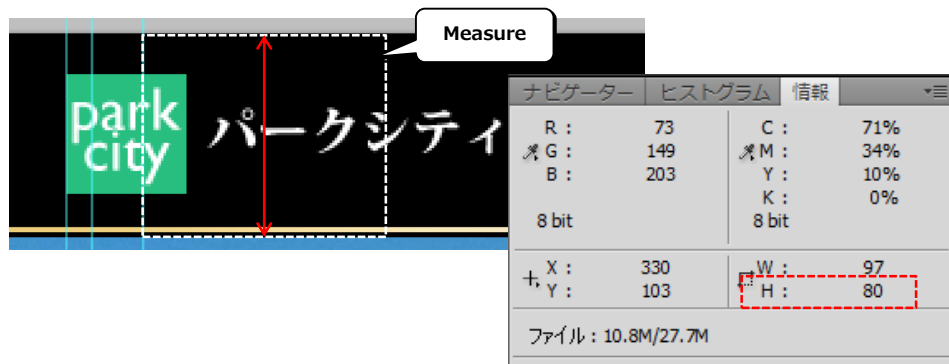 Measure
park
city
パークシティ
ナビゲーター ヒストグラム 情報
R : 73 C : 71%
G : 149 M : 34%
B : 203 Y : 10%
K : 0%
8 bit 8 bit
X : 330 W : 97
Y : 103 H : 80
ファイル : 10.8M/27.7M